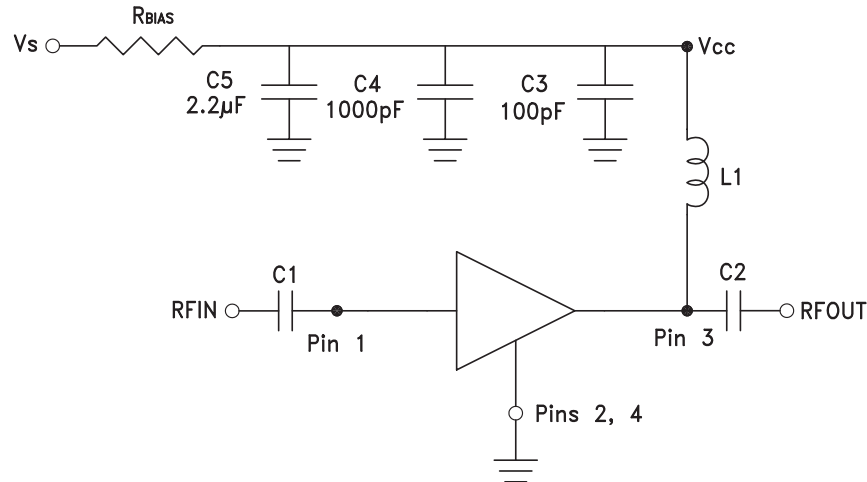 RBIAS
Vs
Vcc
C5
2.2µF
C4
1000pF
C3
100pF
L1
C1
C2
RFIN
RFOUT
Pin 1
Pin 3
Pins 2, 4